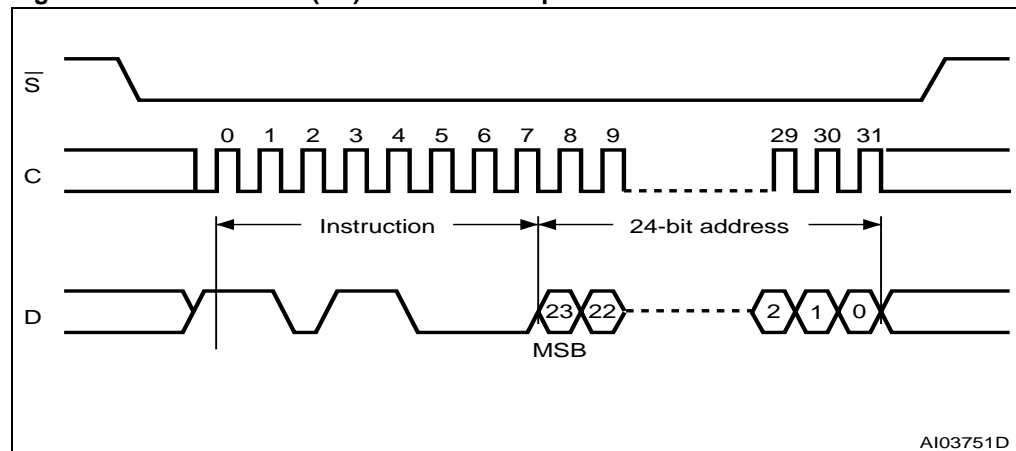 S
0 1 2 3 4 5 6 7 8 9 29 30 31
C
Instruction 24-bit address
D 23 22 2 1 0
MSB
AI03751D